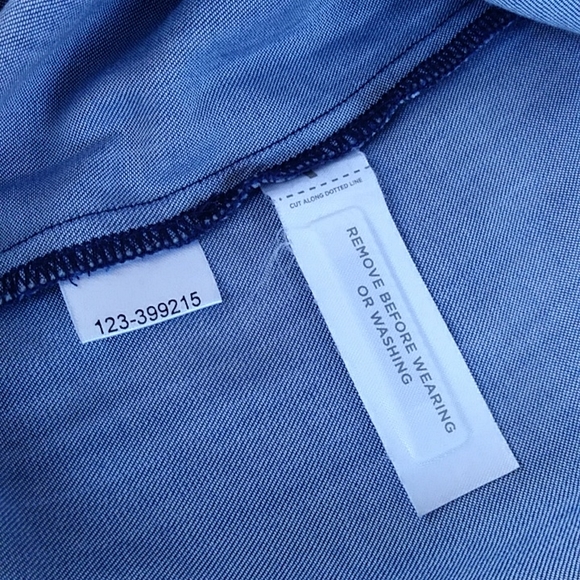 123-399215
CUT ALONG DOTTED LINE
REMOVE BEFORE WEARING
OR WASHING